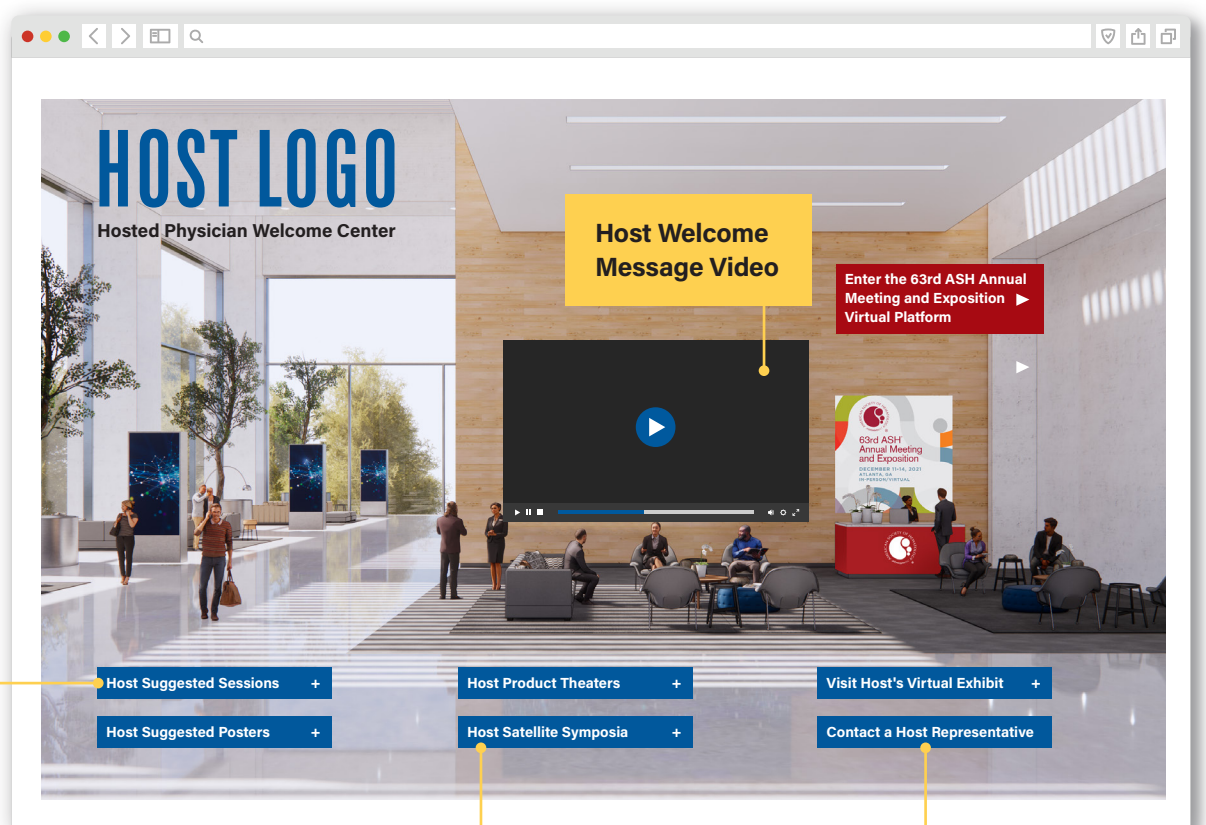 HOST LOGO
Hosted Physician Welcome Center
Host Welcome
Message Video
Enter the 63rd ASH Annual
Meeting and Exposition
Virtual Platform
63rd ASH
Annual Meeting
and Exposition
DECEMBER 11-14, 2021
ATLANTA, GA
IN-PERSON/VIRTUAL
Host Suggested Sessions +
Host Product Theaters +
Visit Host's Virtual Exhibit +
Host Suggested Posters +
Host Satellite Symposia +
Contact a Host Representative